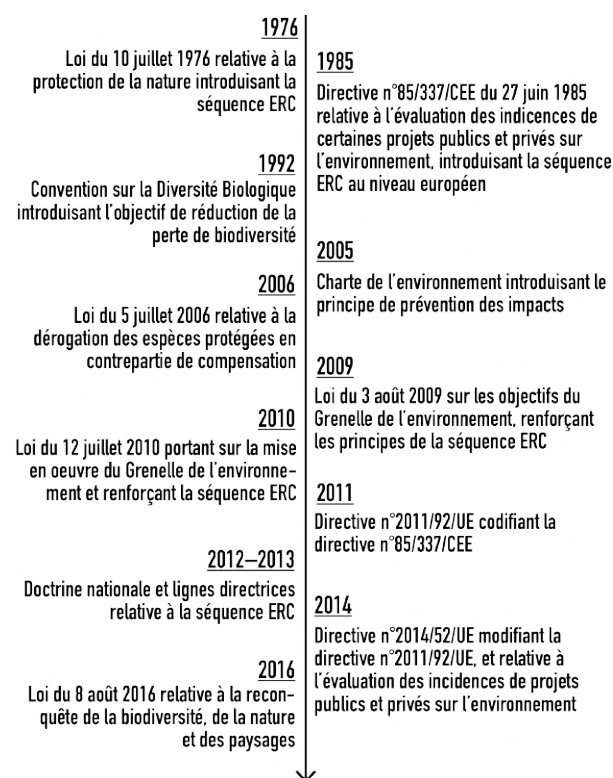 1976
Loi du 10 juillet 1976 relative à la
protection de la nature introduisant la
séquence ERC
1985
Directive n°85/337/CEE du 27 juin 1985
relative à l'évaluation des indicences de
certaines projets publics et privés sur
l'environnement, introduisant la séquence
ERC au niveau européen
1992
Convention sur la Diversité Biologique
introduisant l'objectif de réduction de la
perte de biodiversité
2005
Charte de l'environnement introduisant le
principe de prévention des impacts
2006
Loi du 5 juillet 2006 relative à la
dérogation des espèces protégées en
contrepartie de compensation
2009
Loi du 3 août 2009 sur les objectifs du
Grenelle de l'environnement, renforçant
les principes de la séquence ERC
2010
Loi du 12 juillet 2010 portant sur la mise
en oeuvre du Grenelle de l'environne-
ment et renforçant la séquence ERC
2011
Directive n°2011/92/UE codifiant la
directive n°85/337/CEE
2012–2013
Doctrine nationale et lignes directrices
relative à la séquence ERC
2014
Directive n°2014/52/UE modifiant la
directive n°2011/92/UE, et relative à
l'évaluation des incidences de projets
publics et privés sur l'environnement
2016
Loi du 8 août 2016 relative à la recon-
quête de la biodiversité, de la nature
et des paysages